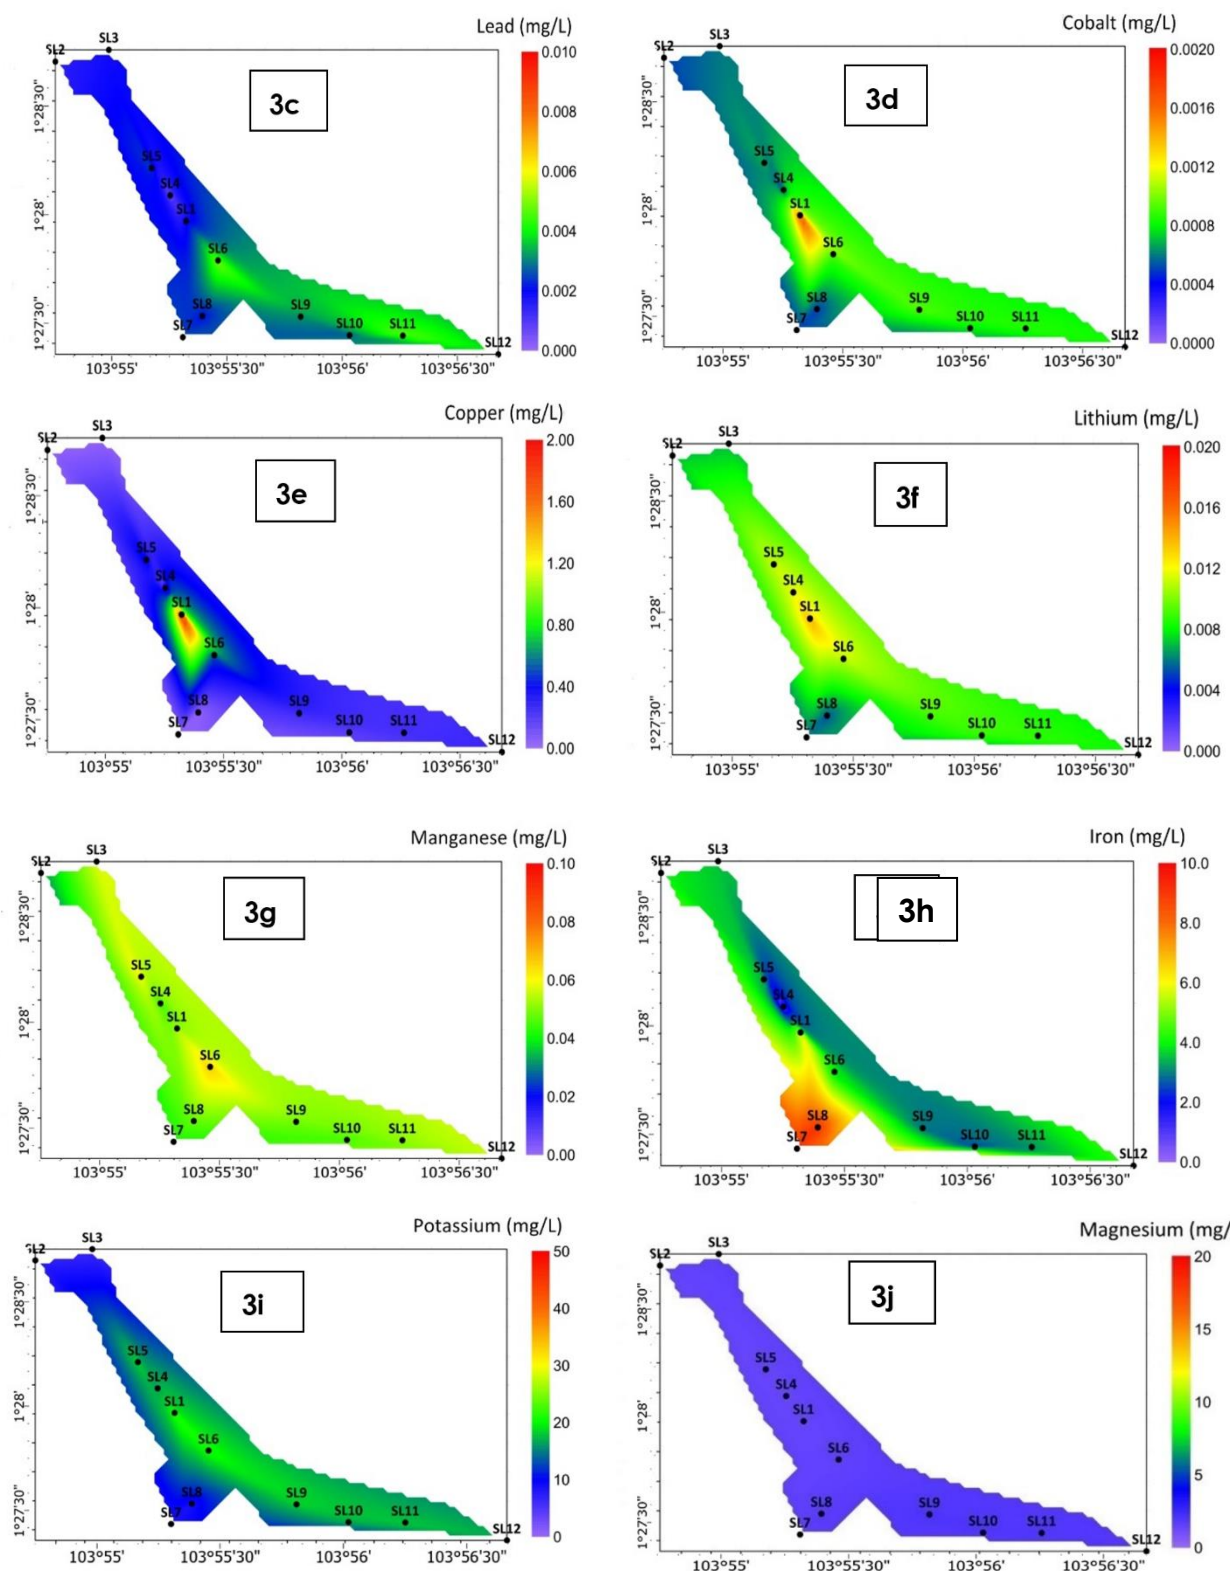 Lead (mg/L)
SL3
SL2
3c
0.010
0.008
0.006
0.004
0.002
0.000
1°28'30"
1°28'
1°27'30"
SL5
SL4
SL1
SL6
SL8
SL7
SL9
SL10
SL11
SL12
103°55'
103°55'30"
103°56'
103°56'30"
Cobalt (mg/L)
SL3
SL2
3d
0.0020
0.0016
0.0012
0.0008
0.0004
0.0000
1°28'30"
1°28'
1°27'30"
SL5
SL4
SL1
SL6
SL8
SL7
SL9
SL10
SL11
SL12
103°55'
103°55'30"
103°56'
103°56'30"
Copper (mg/L)
SL3
SL2
3e
2.00
1.60
1.20
0.80
0.40
0.00
1°28'30"
1°28'
1°27'30"
SL5
SL4
SL1
SL6
SL8
SL7
SL9
SL10
SL11
SL12
103°55'
103°55'30"
103°56'
103°56'30"
Lithium (mg/L)
SL3
SL2
3f
0.020
0.016
0.012
0.008
0.004
0.000
1°28'30"
1°28'
1°27'30"
SL5
SL4
SL1
SL6
SL8
SL7
SL9
SL10
SL11
SL12
103°55'
103°55'30"
103°56'
103°56'30"
Manganese (mg/L)
SL3
SL2
3g
0.10
0.08
0.06
0.04
0.02
0.00
1°28'30"
1°28'
1°27'30"
SL5
SL4
SL1
SL6
SL8
SL7
SL9
SL10
SL11
SL12
103°55'
103°55'30"
103°56'
103°56'30"
Iron (mg/L)
SL3
SL2
3h
10.0
8.0
6.0
4.0
2.0
0.0
1°28'30"
1°28'
1°27'30"
SL5
SL4
SL1
SL6
SL8
SL7
SL9
SL10
SL11
SL12
103°55'
103°55'30"
103°56'
103°56'30"
Potassium (mg/L)
SL3
SL2
3i
50
40
30
20
10
0
1°28'30"
1°28'
1°27'30"
SL5
SL4
SL1
SL6
SL8
SL7
SL9
SL10
SL11
SL12
103°55'
103°55'30"
103°56'
103°56'30"
Magnesium (mg/
SL3
SL2
3j
20
15
10
5
0
1°28'30"
1°28'
1°27'30"
SL5
SL4
SL1
SL6
SL8
SL7
SL9
SL10
SL11
SL12
103°55'
103°55'30"
103°56'
103°56'30"